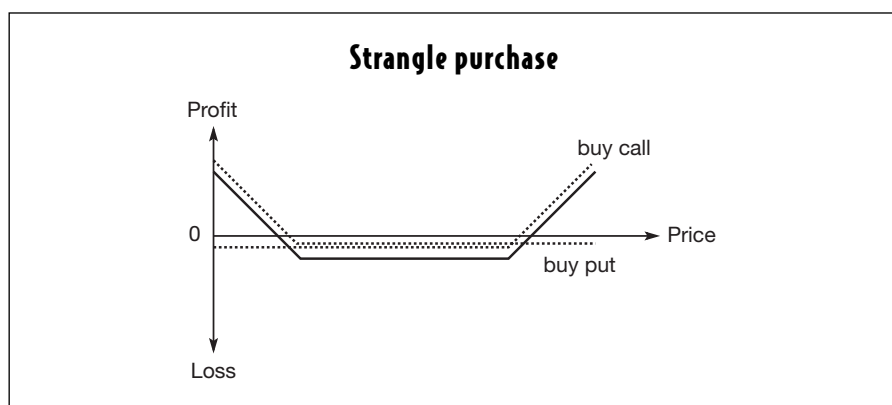 Strangle purchase
Profit
buy call
0
Price
buy put
Loss